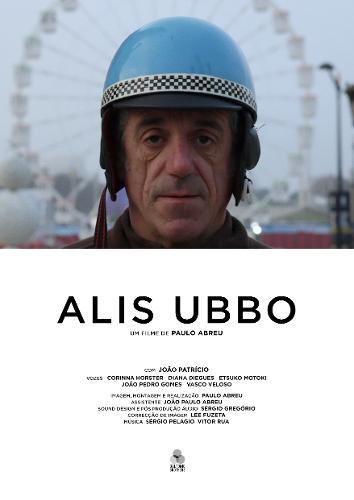 ALIS UBBO
UM FILME DE PAULO ABREU
COM JOÃO PATRÍCIO
VOZES CORINNA HORSTER DIANA DIEGUES ETSUKO MOTOKI
JOÃO PEDRO GOMES VASCO VELOSO
IMAGEM, MONTAGEM E REALIZAÇÃO PAULO ABREU
ASSISTENTE JOÃO PAULO ABREU
SOUND DESIGN E PÓS PRODUÇÃO ÁUDIO SERGIO GREGÓRIO
CORRECÇÃO DE IMAGEM LEE FUZETA
MÚSICA SÉRGIO PELAGIO VITOR RUA